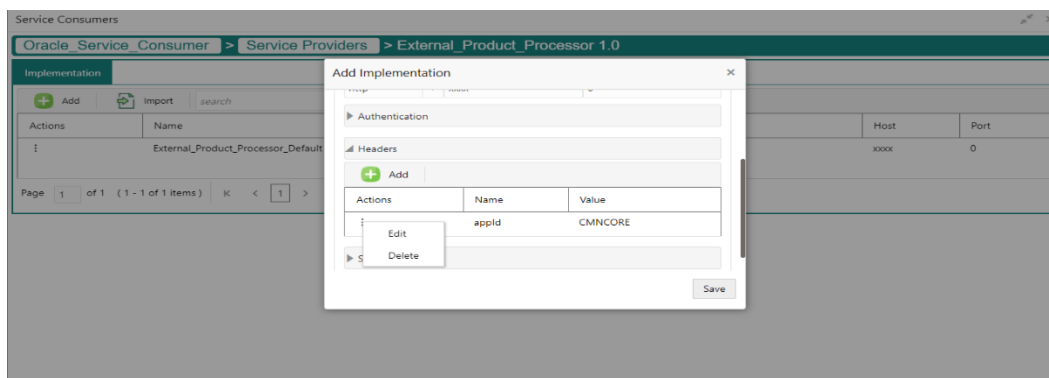 Service Consumers
Oracle_Service_Consumer > Service Providers > External_Product_Processor 1.0
Implementation
Add Import search
Actions Name Host Port
External_Product_Processor_Default xxxx 0
Page 1 of 1 (1 - 1 of 1 items) K < 1 >
Add Implementation ×
Authentication
Headers
Add
Actions Name Value
appId CMNCORE
Edit
Delete
S
Save